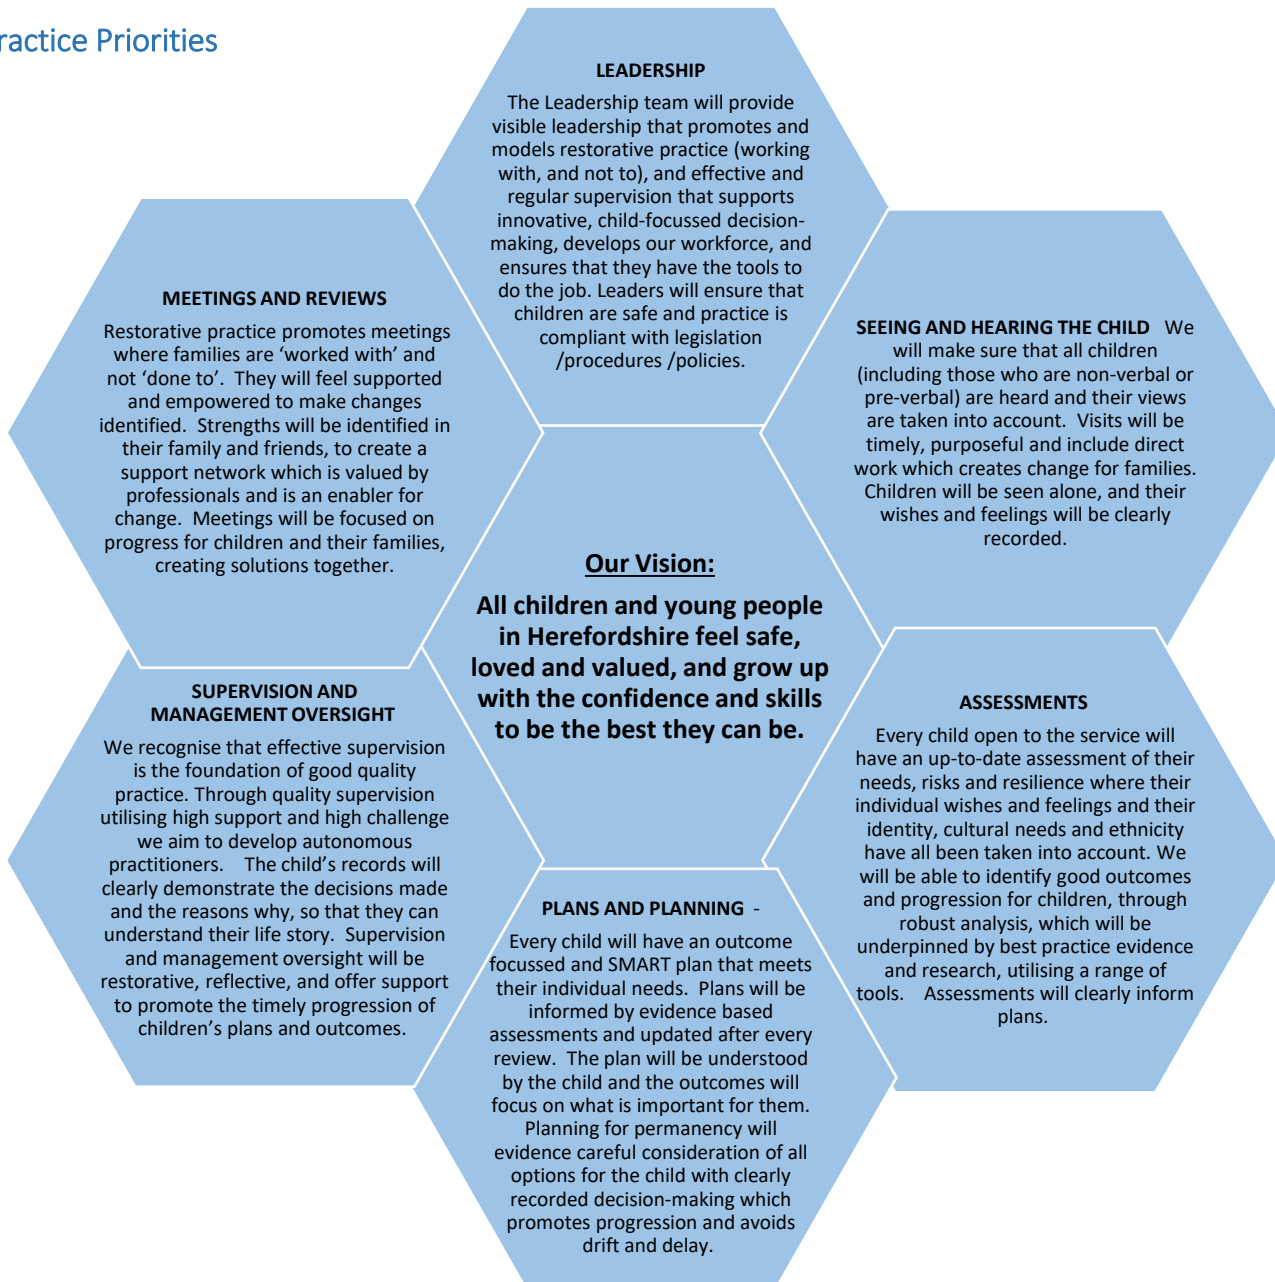 ractice Priorities
LEADERSHIP
The Leadership team will provide
visible leadership that promotes and
models restorative practice (working
with, and not to), and effective and
regular supervision that supports
innovative, child-focussed decision-
making, develops our workforce, and
ensures that they have the tools to
do the job. Leaders will ensure that
children are safe and practice is
compliant with legislation
/procedures /policies.
MEETINGS AND REVIEWS
Restorative practice promotes meetings
where families are ‘worked with’ and
not ‘done to’.  They will feel supported
and empowered to make changes
identified.  Strengths will be identified in
their family and friends, to create a
support network which is valued by
professionals and is an enabler for
change.  Meetings will be focused on
progress for children and their families,
creating solutions together.
SEEING AND HEARING THE CHILD   We
will make sure that all children
(including those who are non-verbal or
pre-verbal) are heard and their views
are taken into account.  Visits will be
timely, purposeful and include direct
work which creates change for families.
Children will be seen alone, and their
wishes and feelings will be clearly
recorded.
Our Vision:
All children and young people
in Herefordshire feel safe,
loved and valued, and grow up
with the confidence and skills
to be the best they can be.
SUPERVISION AND
MANAGEMENT OVERSIGHT
We recognise that effective supervision
is the foundation of good quality
practice. Through quality supervision
utilising high support and high challenge
we aim to develop autonomous
practitioners.    The child’s records will
clearly demonstrate the decisions made
and the reasons why, so that they can
understand their life story.  Supervision
and management oversight will be
restorative, reflective, and offer support
to promote the timely progression of
children’s plans and outcomes.
ASSESSMENTS
Every child open to the service will
have an up-to-date assessment of their
needs, risks and resilience where their
individual wishes and feelings and their
identity, cultural needs and ethnicity
have all been taken into account. We
will be able to identify good outcomes
and progression for children, through
robust analysis, which will be
underpinned by best practice evidence
and research, utilising a range of
tools.    Assessments will clearly inform
plans.
PLANS AND PLANNING  -
Every child will have an outcome
focussed and SMART plan that meets
their individual needs.  Plans will be
informed by evidence based
assessments and updated after every
review.  The plan will be understood
by the child and the outcomes will
focus on what is important for them.
Planning for permanency will
evidence careful consideration of all
options for the child with clearly
recorded decision-making which
promotes progression and avoids
drift and delay.